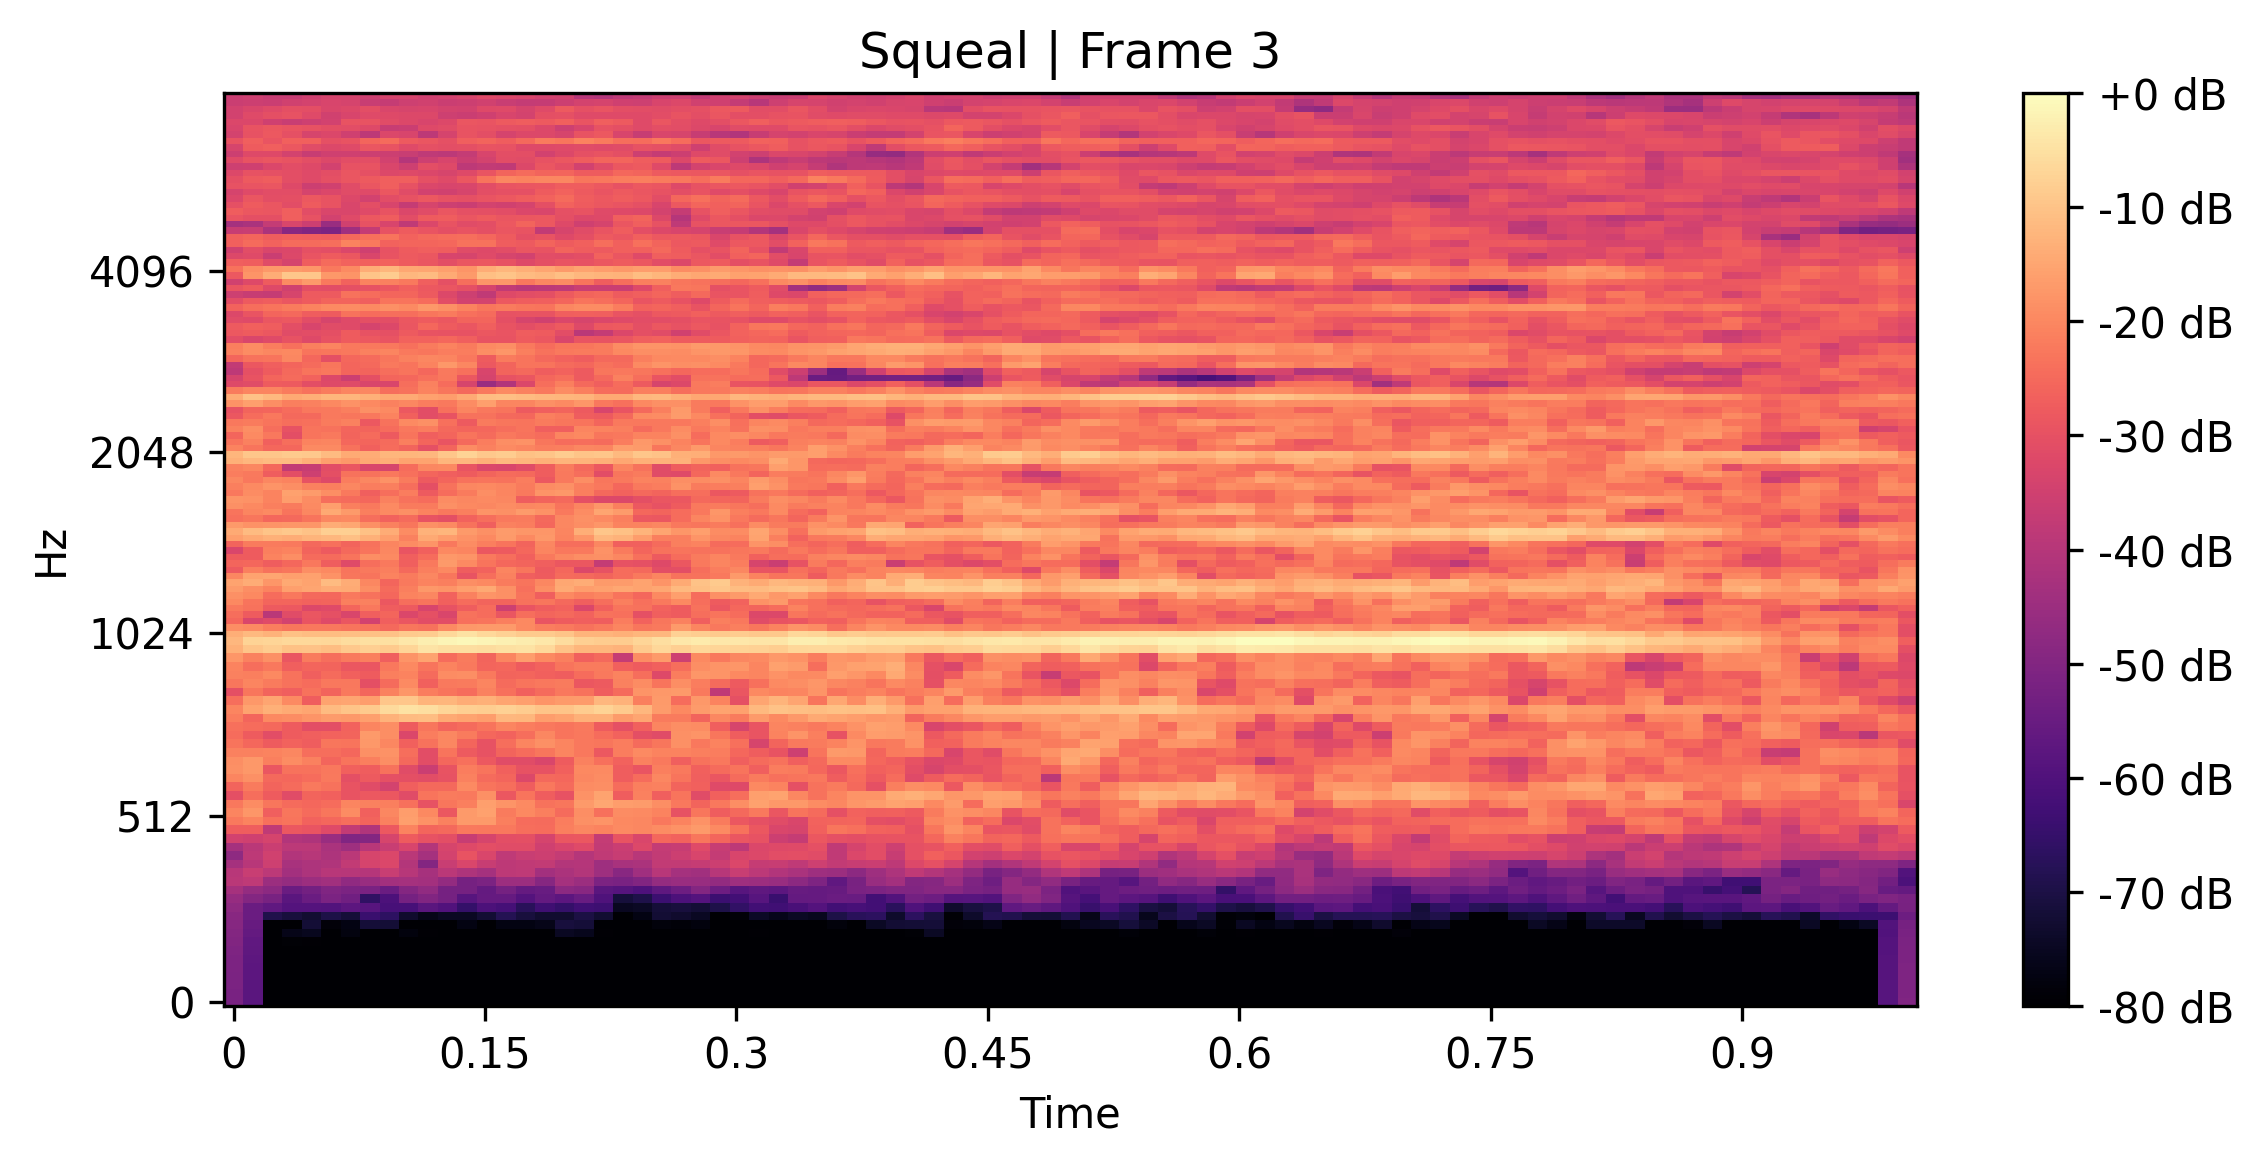 Squeal | Frame 3
Hz
4096
2048
1024
512
0
0 0.15 0.3 0.45 0.6 0.75 0.9
Time
+0 dB
-10 dB
-20 dB
-30 dB
-40 dB
-50 dB
-60 dB
-70 dB
-80 dB